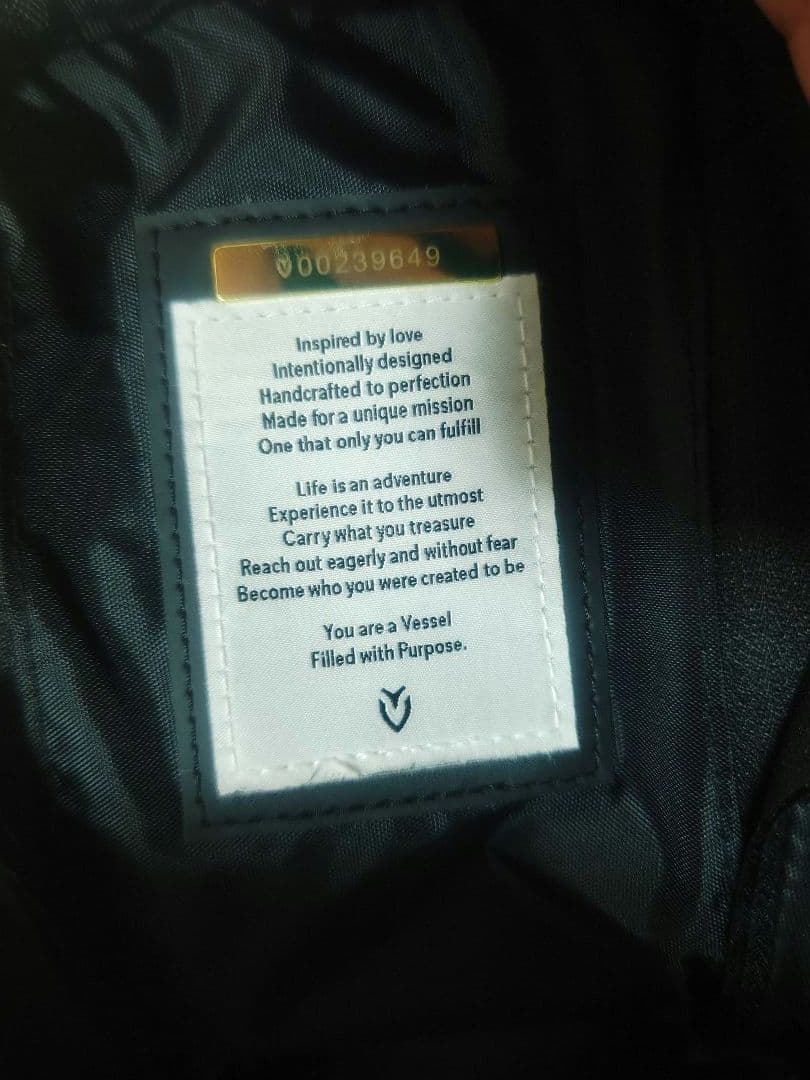 00239649
Inspired by love
Intentionally designed
Handcrafted to perfection
Made for a unique mission
One that only you can fulfill
Life is an adventure
Experience it to the utmost
Carry what you treasure
Reach out eagerly and without fear
Become who you were created to be
You are a Vessel
Filled with Purpose.